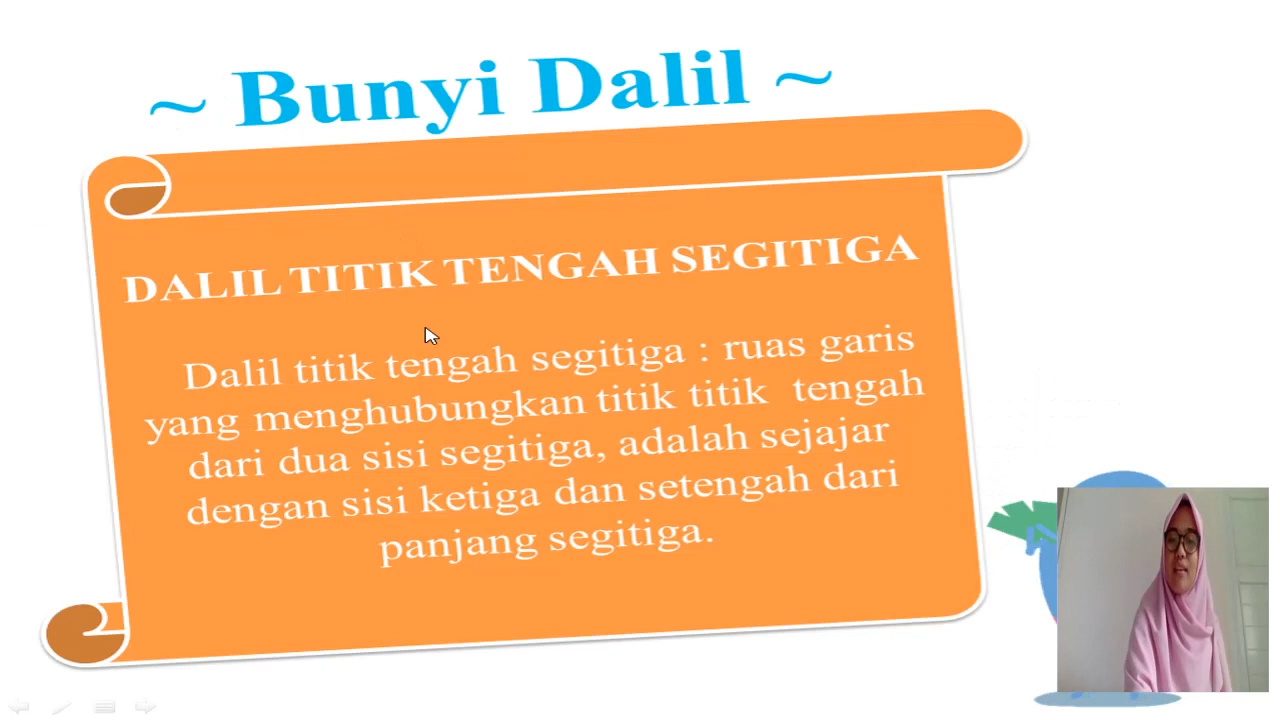 ~ Bunyi Dalil ~
DALIL TITIK TENGAH SEGITIGA
Dalil titik tengah segitiga : ruas garis
yang menghubungkan titik titik tengah
dari dua sisi segitiga, adalah sejajar
dengan sisi ketiga dan setengah dari
panjang segitiga.